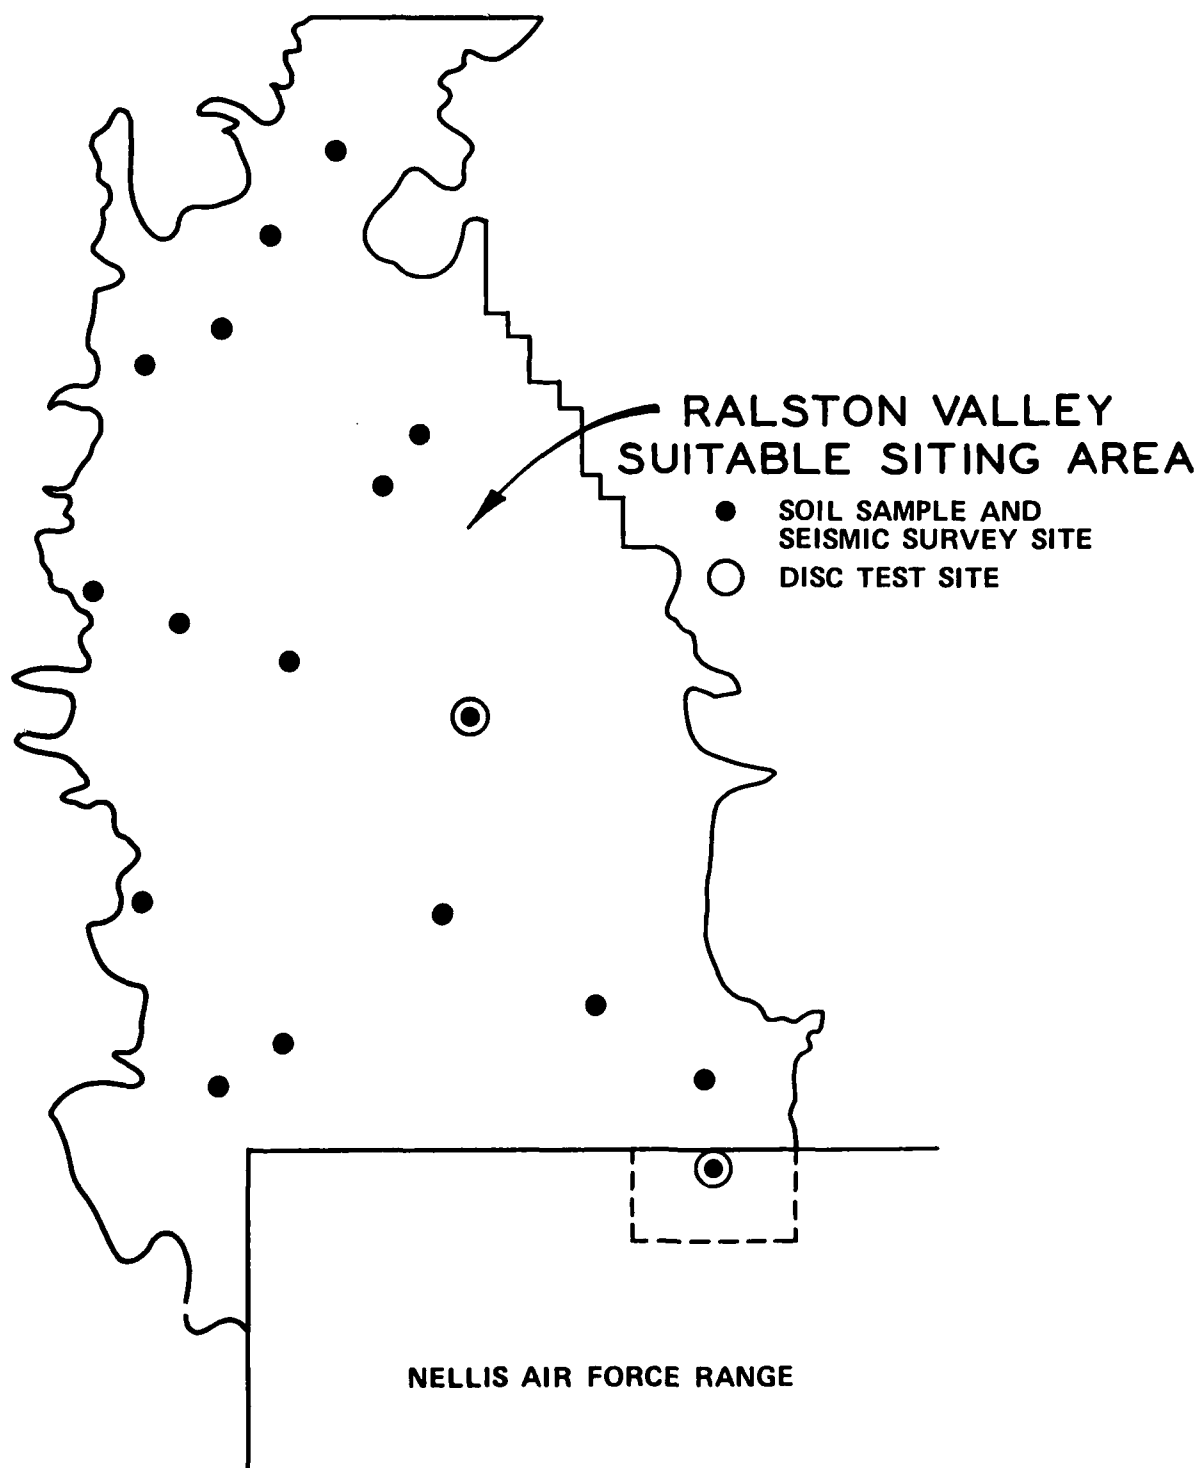 RALSTON VALLEY
SUITABLE SITING AREA
SOIL SAMPLE AND
SEISMIC SURVEY SITE
DISC TEST SITE
NELLIS AIR FORCE RANGE